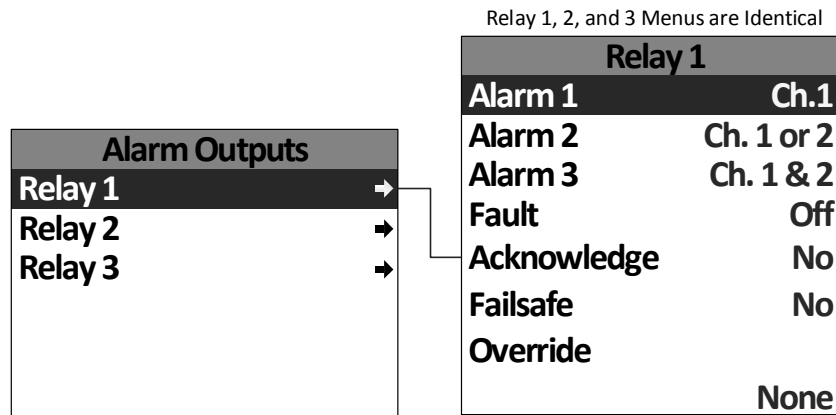 Relay 1, 2, and 3 Menus are Identical
Alarm Outputs
Relay 1
Relay 2
Relay 3
Relay 1
Alarm 1 Ch.1
Alarm 2 Ch. 1 or 2
Alarm 3 Ch. 1 & 2
Fault Off
Acknowledge No
Failsafe No
Override
None